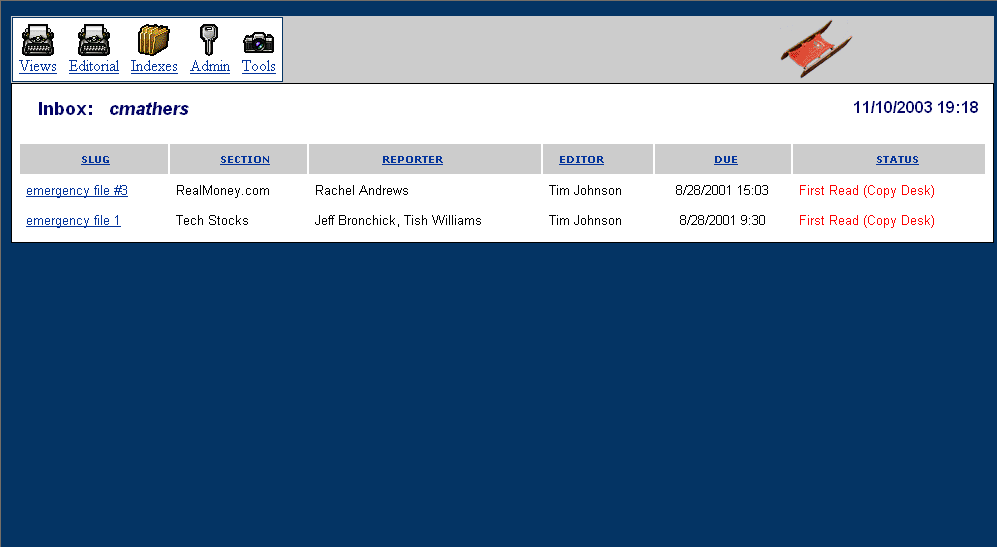 Views Editorial Indexes Admin Tools
Inbox: cmathers 11/10/2003 19:18
SLUG SECTION REPORTER EDITOR DUE STATUS
emergency file #3 RealMoney.com Rachel Andrews Tim Johnson 8/28/2001 15:03 First Read (Copy Desk)
emergency file 1 Tech Stocks Jeff Bronchick, Tish Williams Tim Johnson 8/28/2001 9:30 First Read (Copy Desk)